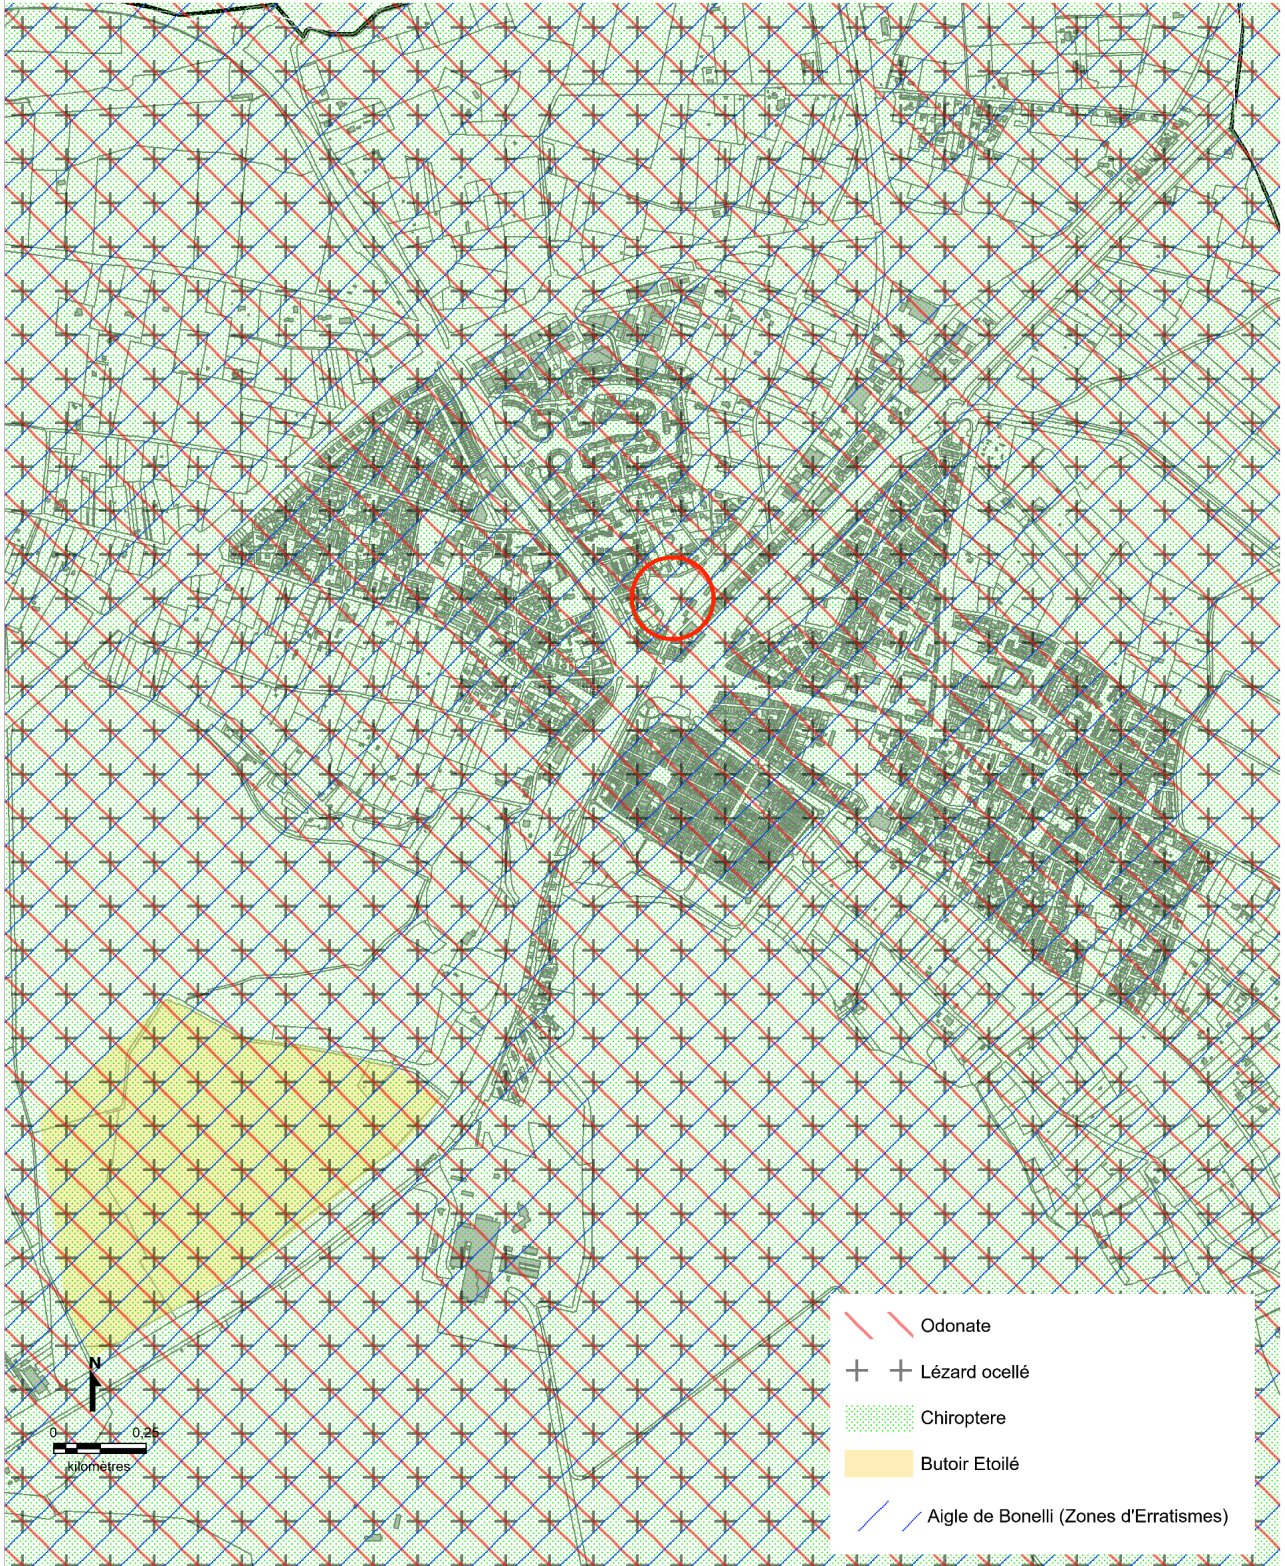 N
0 0,25
kilomètres
Odonate
Lézard ocellé
Chiroptere
Butoir Etoilé
Aigle de Bonelli (Zones d'Erratismes)